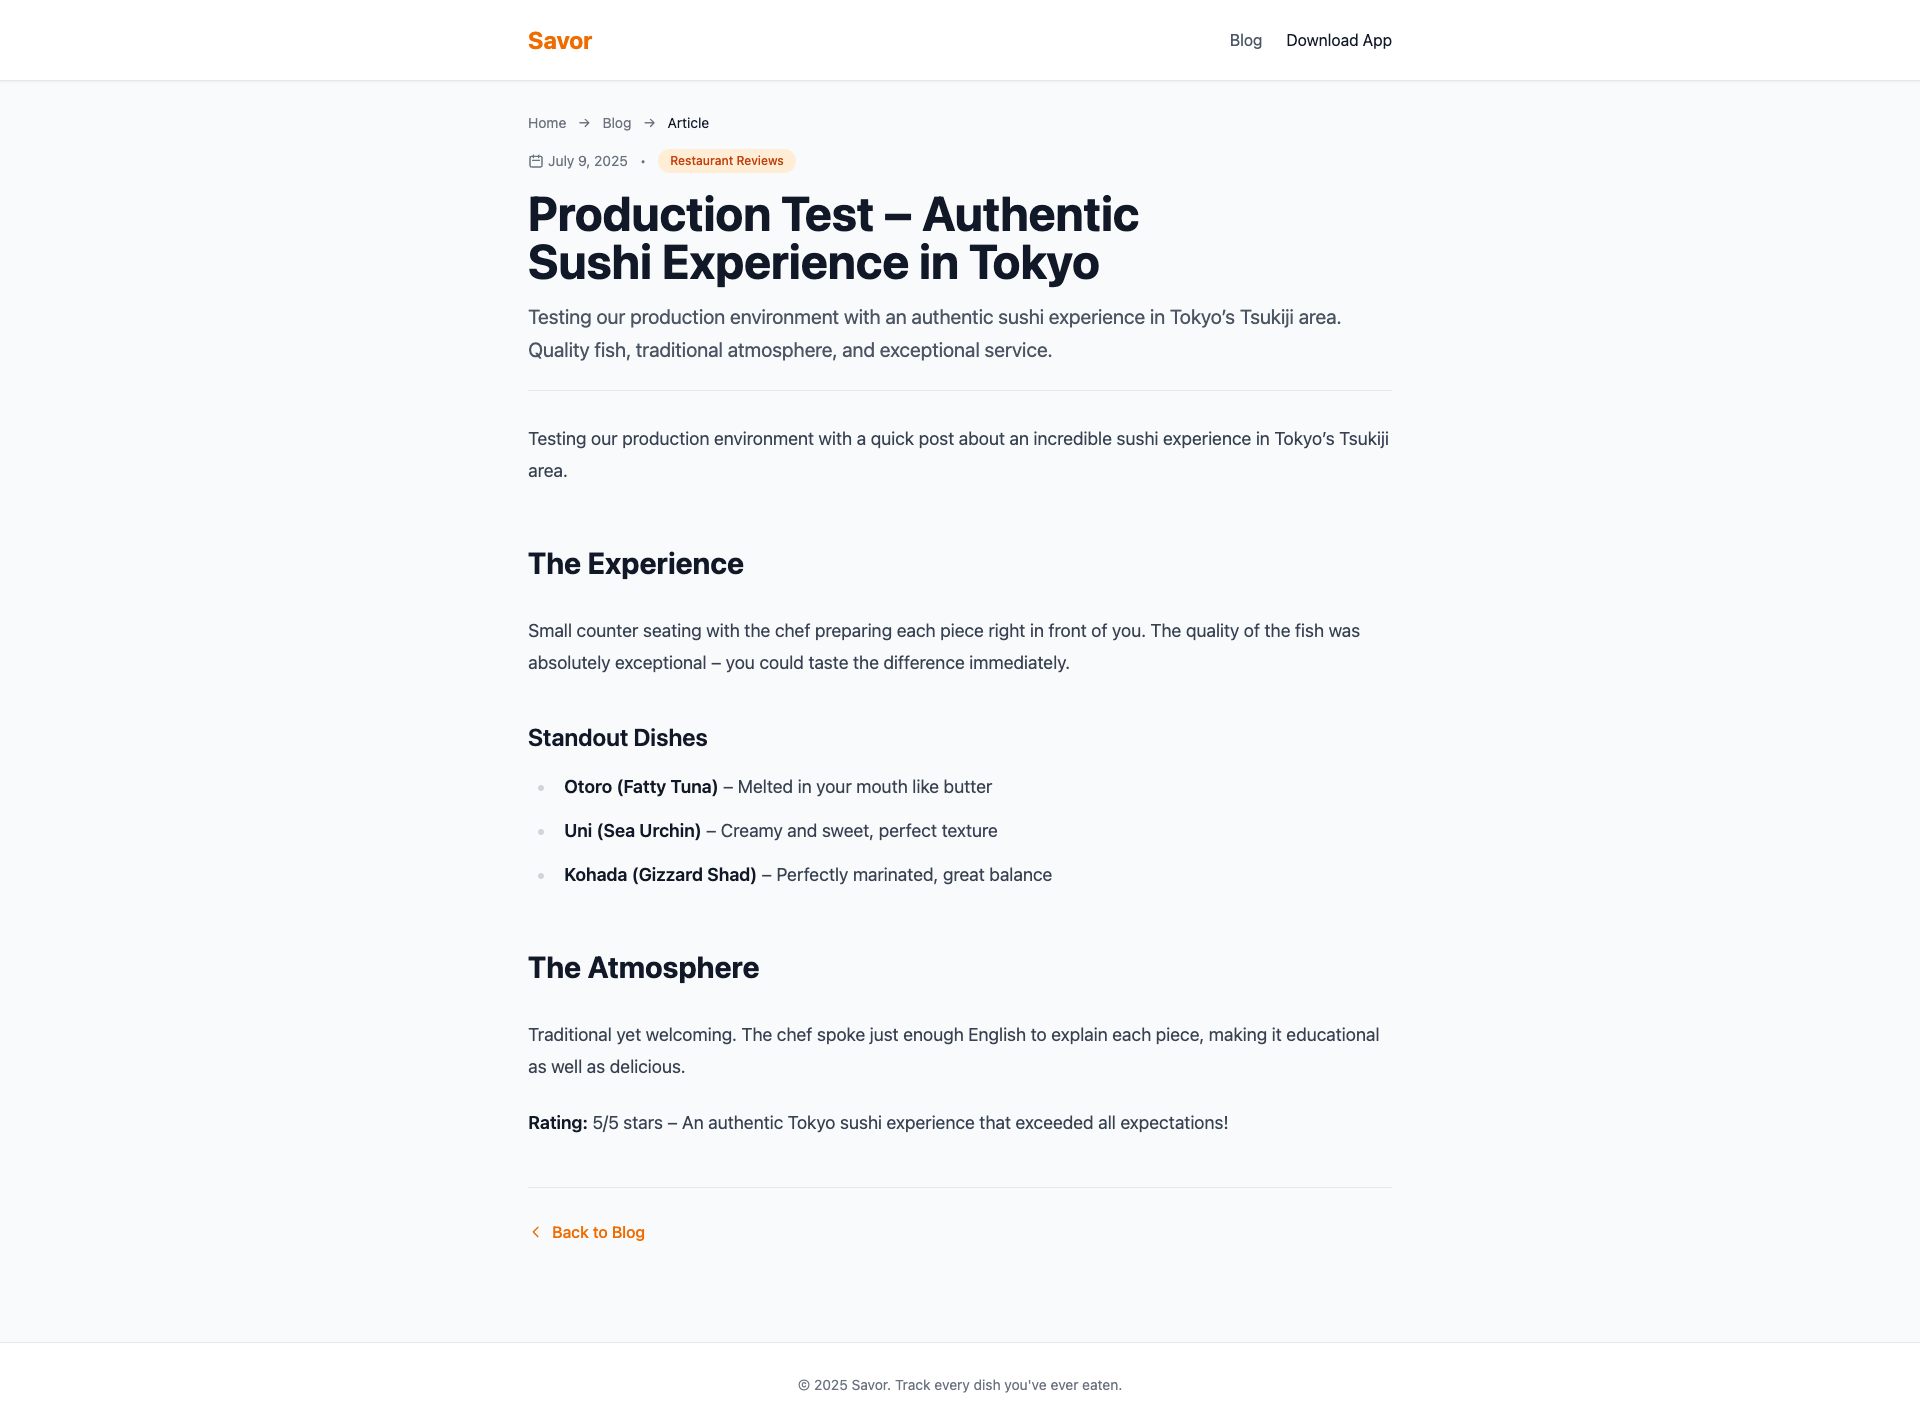 Savor
Blog
Download App
Home → Blog → Article
July 9, 2025 • Restaurant Reviews
Production Test – Authentic
Sushi Experience in Tokyo
Testing our production environment with an authentic sushi experience in Tokyo’s Tsukiji area.
Quality fish, traditional atmosphere, and exceptional service.
Testing our production environment with a quick post about an incredible sushi experience in Tokyo’s Tsukiji
area.
The Experience
Small counter seating with the chef preparing each piece right in front of you. The quality of the fish was
absolutely exceptional – you could taste the difference immediately.
Standout Dishes
• Otoro (Fatty Tuna) – Melted in your mouth like butter
• Uni (Sea Urchin) – Creamy and sweet, perfect texture
• Kohada (Gizzard Shad) – Perfectly marinated, great balance
The Atmosphere
Traditional yet welcoming. The chef spoke just enough English to explain each piece, making it educational
as well as delicious.
Rating: 5/5 stars – An authentic Tokyo sushi experience that exceeded all expectations!
Back to Blog
© 2025 Savor. Track every dish you've ever eaten.